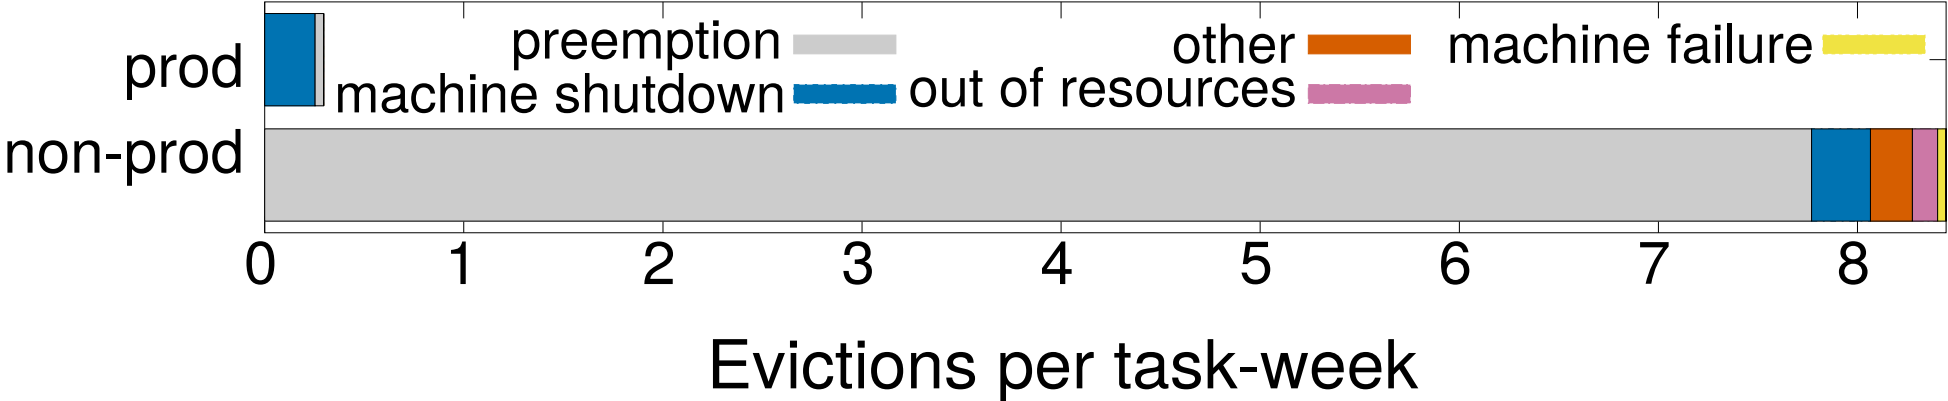 prod
preemption
other
machine failure
machine shutdown
out of resources
non-prod
0 1 2 3 4 5 6 7 8
Evictions per task-week